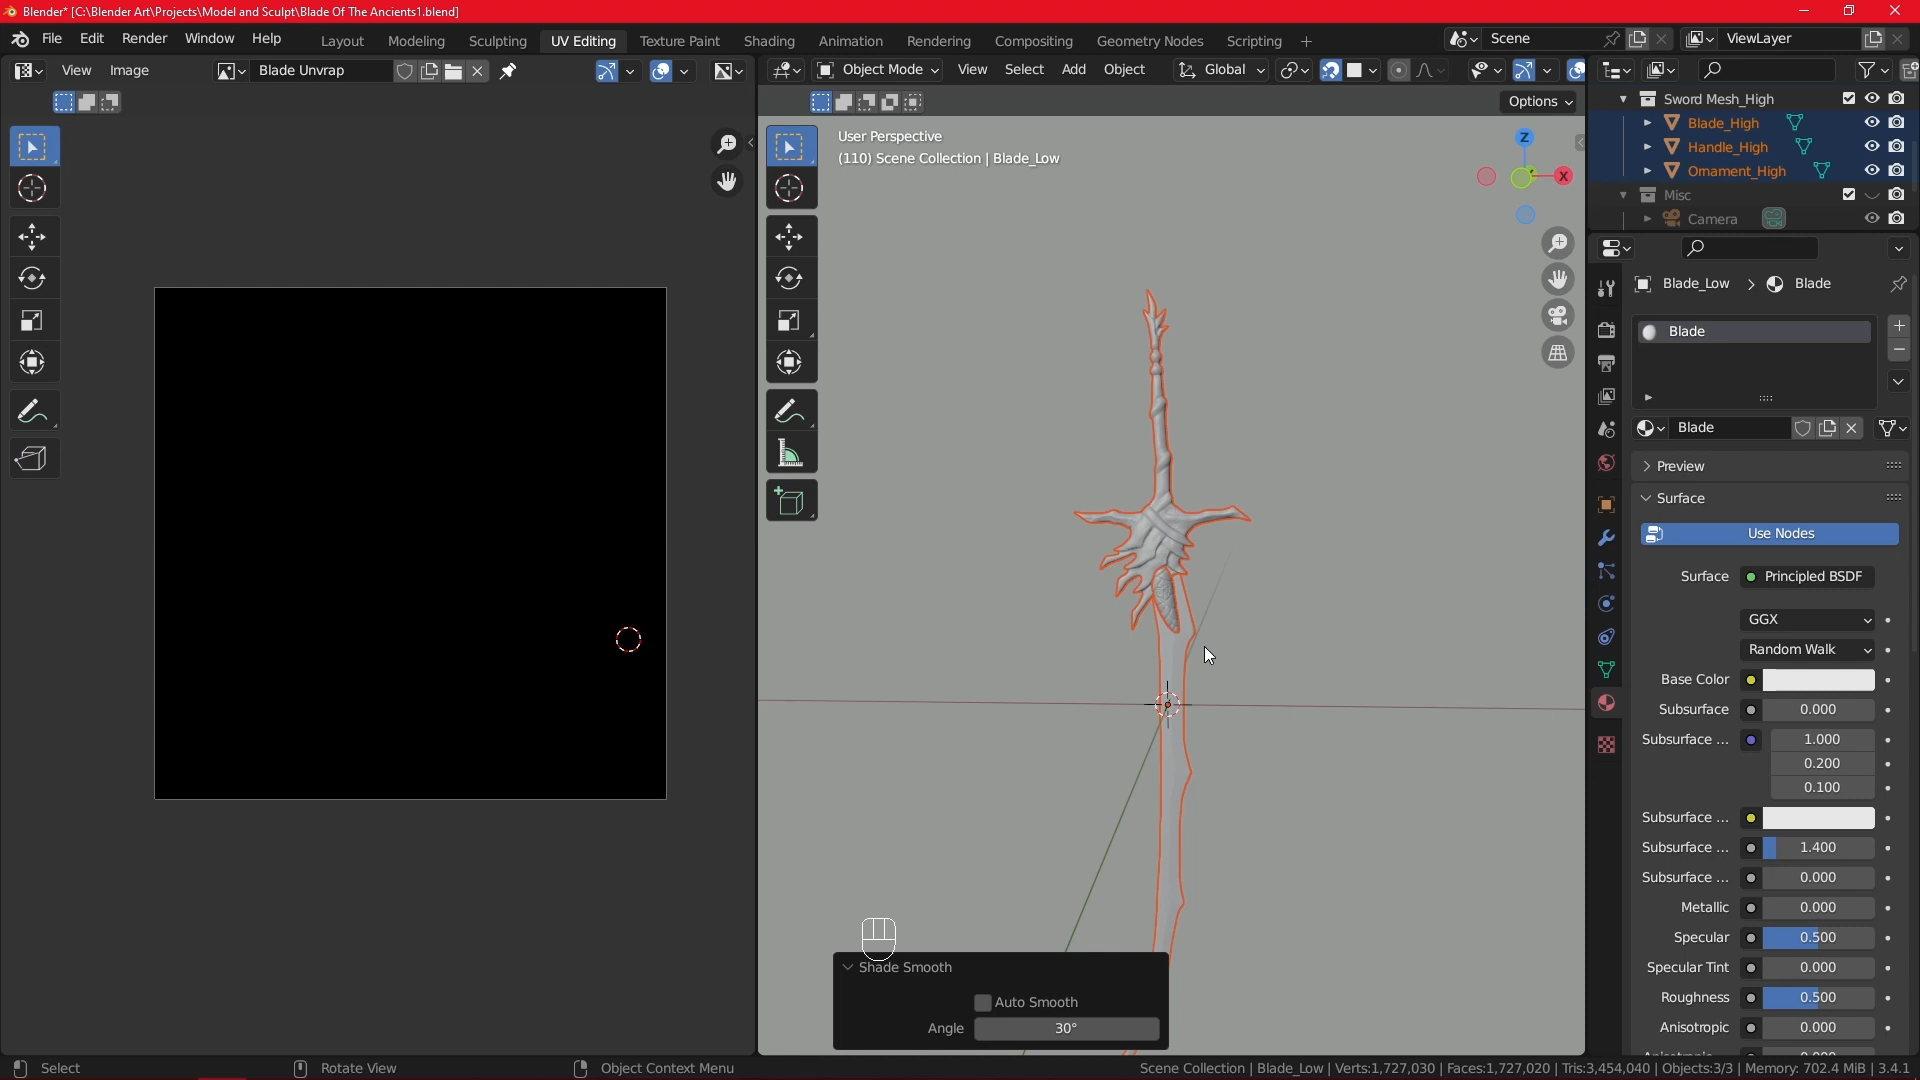 Blender* [C:\Blender Art\Projects\Model and Sculpt\Blade Of The Ancients1.blend]
File Edit Render Window Help
Layout Modeling Sculpting UV Editing Texture Paint Shading Animation Rendering Compositing Geometry Nodes Scripting +
Scene
ViewLayer
View Image
Blade Unvrap
Object Mode View Select Add Object
Global
Options
User Perspective
(110) Scene Collection | Blade_Low
Z
X
Sword Mesh_High
Blade_High
Handle_High
Ornament_High
Misc
Camera
Blade_Low > Blade
Blade
Blade
Preview
Surface
Use Nodes
Surface Principled BSDF
GGX
Random Walk
Base Color
Subsurface 0.000
Subsurface ... 1.000
0.200
0.100
Subsurface ...
Subsurface ... 1.400
Subsurface ... 0.000
Metallic 0.000
Specular 0.500
Specular Tint 0.000
Roughness 0.500
Anisotropic 0.000
Shade Smooth
Auto Smooth
Angle 30°
Select Rotate View Object Context Menu
Scene Collection | Blade_Low | Verts:1,727,030 | Faces:1,727,020 | Tris:3,454,040 | Objects:3/3 | Memory: 702.4 MiB | 3.4.1